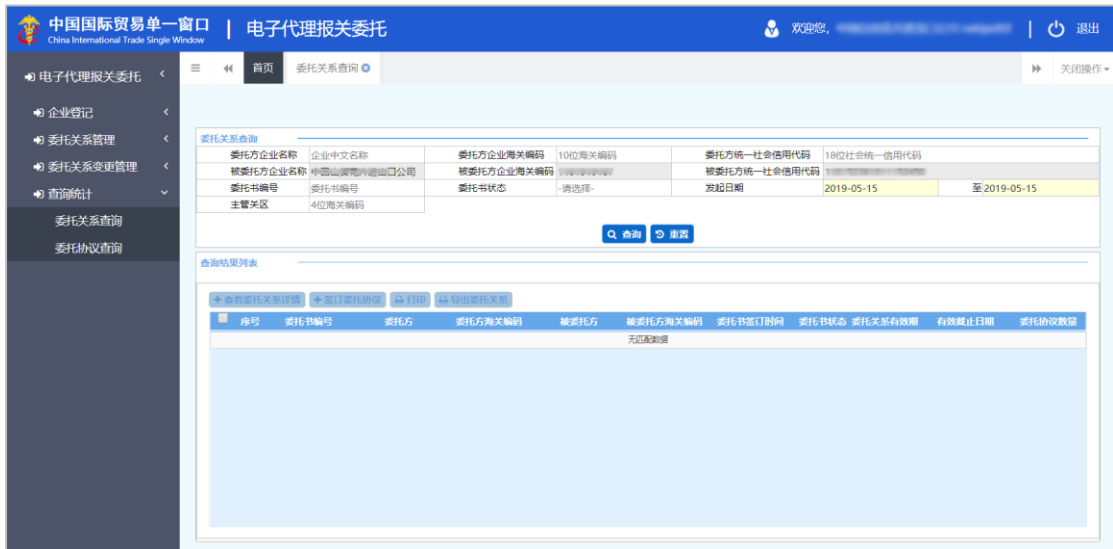 中国国际贸易单一窗口 | 电子代理报关委托 欢迎您, | 退出
China International Trade Single Window
电子代理报关委托 首页 委托关系查询 关闭操作
企业登记
委托关系管理
委托关系变更管理
查询统计
委托关系查询
委托协议查询
委托关系查询
委托方企业名称 企业中文名称 委托方企业海关编码 10位海关编码 委托方统一社会信用代码 18位社会统一信用代码
被委托方企业名称 被委托方企业海关编码 被委托方统一社会信用代码
委托书编号 委托书编号 委托书状态 -请选择- 发起日期 2019-05-15 至 2019-05-15
主管关区 4位海关编码
查询 重置
查询结果列表
查看委托关系详情 签订委托协议 打印 导出委托关系
序号 委托书编号 委托方 委托方海关编码 被委托方 被委托方海关编码 委托书签订时间 委托书状态 委托关系有效期 有效截止日期 委托协议数量
无匹配数据